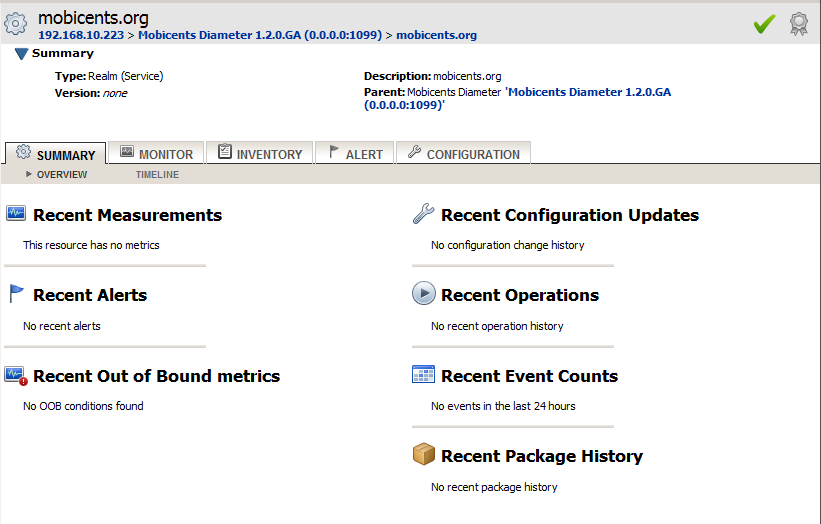 mobicents.org
192.168.10.223 > Mobicents Diameter 1.2.0.GA (0.0.0.0:1099) > mobicents.org
Summary
Type: Realm (Service)
Version: none
Description: mobicents.org
Parent: Mobicents Diameter 'Mobicents Diameter 1.2.0.GA
(0.0.0.0:1099)'
SUMMARY MONITOR INVENTORY ALERT CONFIGURATION
OVERVIEW TIMELINE
Recent Measurements
This resource has no metrics
Recent Alerts
No recent alerts
Recent Out of Bound metrics
No OOB conditions found
Recent Configuration Updates
No configuration change history
Recent Operations
No recent operation history
Recent Event Counts
No events in the last 24 hours
Recent Package History
No recent package history